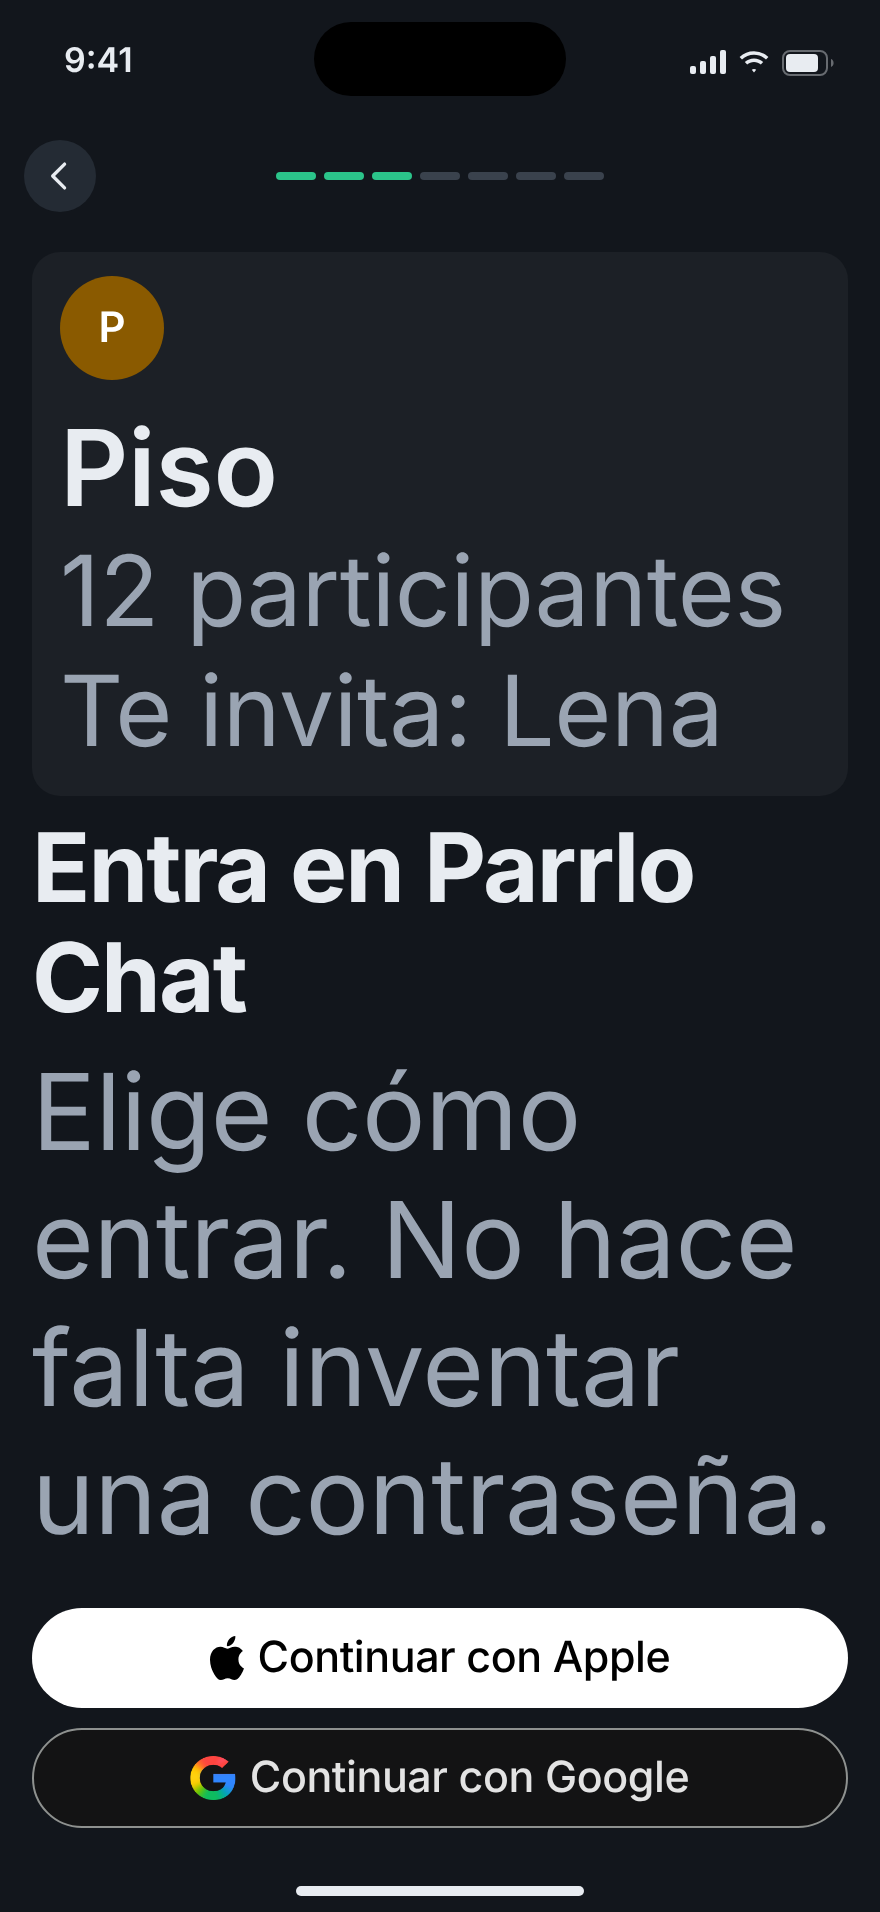 9:41
P
Piso
12 participantes
Te invita: Lena
Entra en Parrlo
Chat
Elige cómo
entrar. No hace
falta inventar
una contraseña.
Continuar con Apple
Continuar con Google